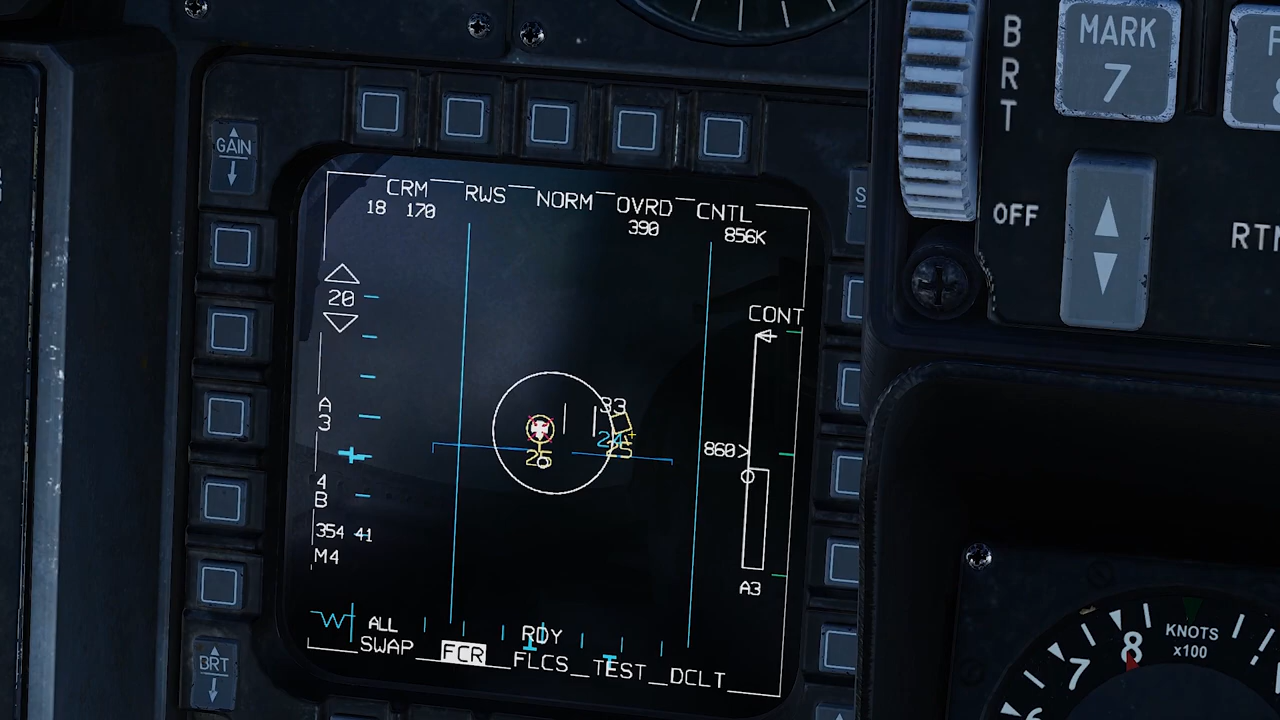 GAIN
BRT
CRM RWS NORM OVRD CNTL
18 170 390 856K
20
CONT
A
3
33
25
26
860
4
B
354 41
M4
A3
ALL
RDY
SWAP FCR FLCS TEST DCLT
BRT
MARK
7
OFF
KNOTS
x100
7
8